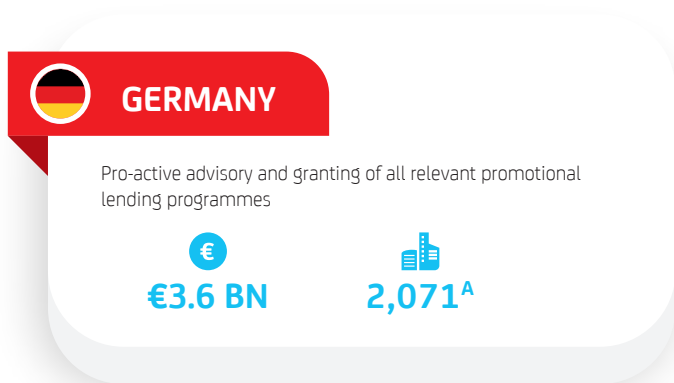 GERMANY
Pro-active advisory and granting of all relevant promotional
lending programmes
€
€3.6 BN
2,071ᴬ